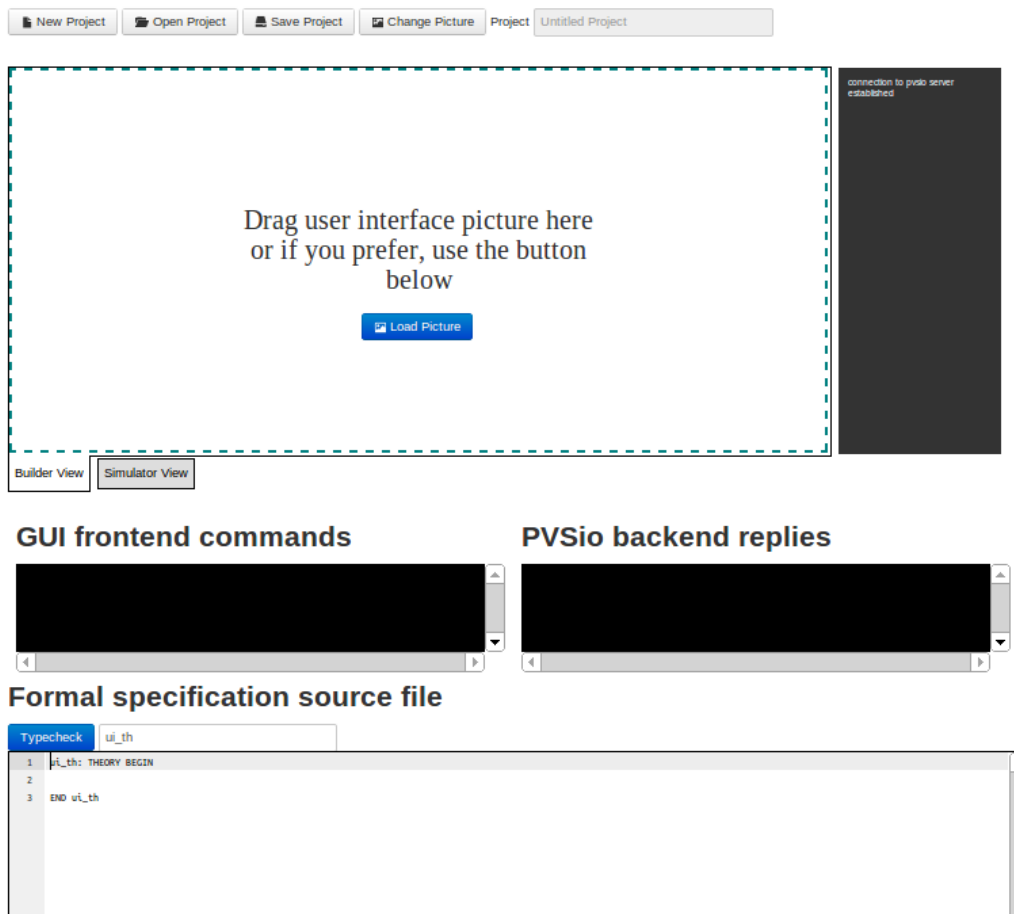 New Project Open Project Save Project Change Picture Project Untitled Project
connection to pvsio server
established
Drag user interface picture here
or if you prefer, use the button
below
Load Picture
Builder View Simulator View
GUI frontend commands PVSio backend replies
Formal specification source file
Typecheck ui_th
1 ui_th: THEORY BEGIN
2
3 END ui_th